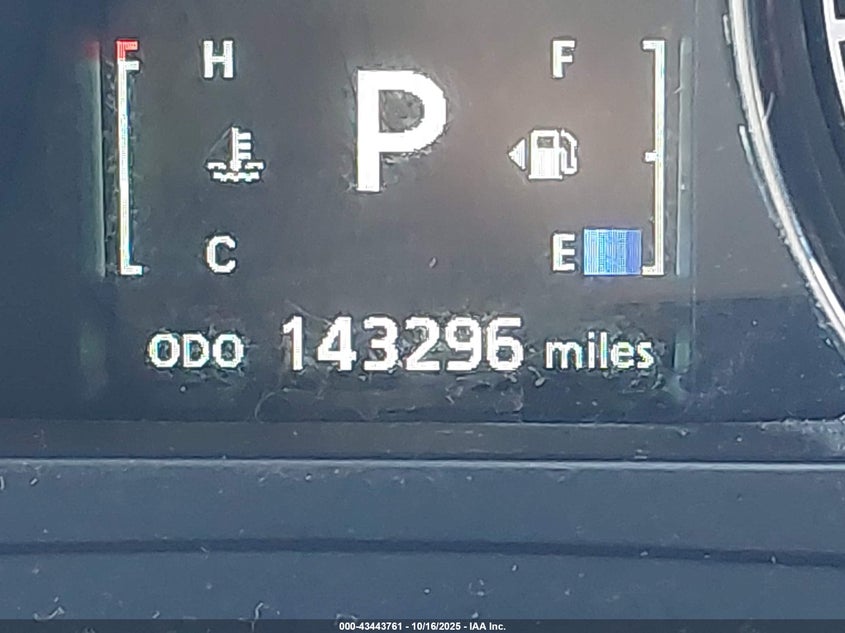 H P F
C E
ODO 143296 miles
000-43443761 - 10/16/2025 - IAA Inc.